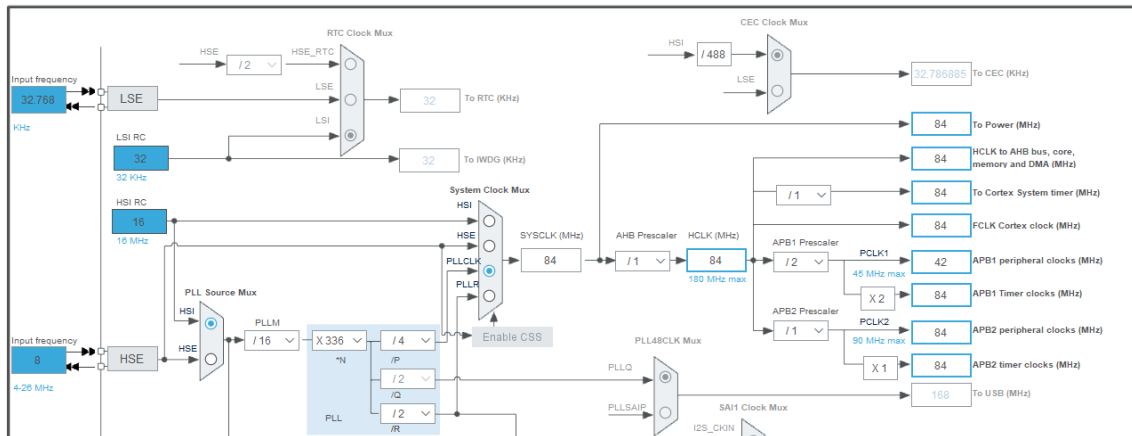 RTC Clock Mux
CEC Clock Mux
HSE
/ 2
HSE_RTC
HSI
/ 488
Input frequency
32.768
KHz
LSE
LSE
LSI
32
To RTC (KHz)
LSE
32.786885
To CEC (KHz)
LSI RC
32
32 KHz
32
To IWDG (KHz)
84
To Power (MHz)
84
HCLK to AHB bus, core,
memory and DMA (MHz)
HSI RC
16
16 MHz
System Clock Mux
HSI
HSE
PLLCLK
PLLR
SYSCLK (MHz)
84
AHB Prescaler
/ 1
HCLK (MHz)
84
180 MHz max
/ 1
84
To Cortex System timer (MHz)
84
FCLK Cortex clock (MHz)
APB1 Prescaler
/ 2
PCLK1
45 MHz max
42
APB1 peripheral clocks (MHz)
X 2
84
APB1 Timer clocks (MHz)
APB2 Prescaler
/ 1
PCLK2
90 MHz max
84
APB2 peripheral clocks (MHz)
X 1
84
APB2 timer clocks (MHz)
PLL Source Mux
HSI
HSE
Input frequency
8
4-26 MHz
HSE
PLLM
/ 16
X 336
*N
/ 4
/P
/ 2
/Q
/ 2
/R
PLL
Enable CSS
PLL48CLK Mux
PLLQ
PLLSAIP
168
To USB (MHz)
SAI1 Clock Mux
I2S_CKIN